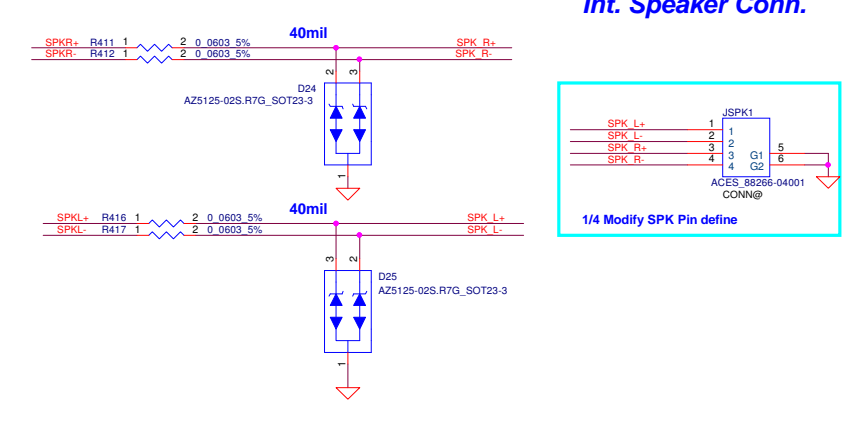 Int. Speaker Conn.
40mil
SPKR+ R411 1 2 0_0603_5% SPK_R+
SPKR- R412 1 2 0_0603_5% SPK_R-
2 3
D24
AZ5125-02S.R7G_SOT23-3
1
JSPK1
SPK_L+ 1 1
SPK_L- 2 2
SPK_R+ 3 3 G1 5
SPK_R- 4 4 G2 6
ACES_88266-04001
CONN@
1/4 Modify SPK Pin define
40mil
SPKL+ R416 1 2 0_0603_5% SPK_L+
SPKL- R417 1 2 0_0603_5% SPK_L-
3 2
D25
AZ5125-02S.R7G_SOT23-3
1